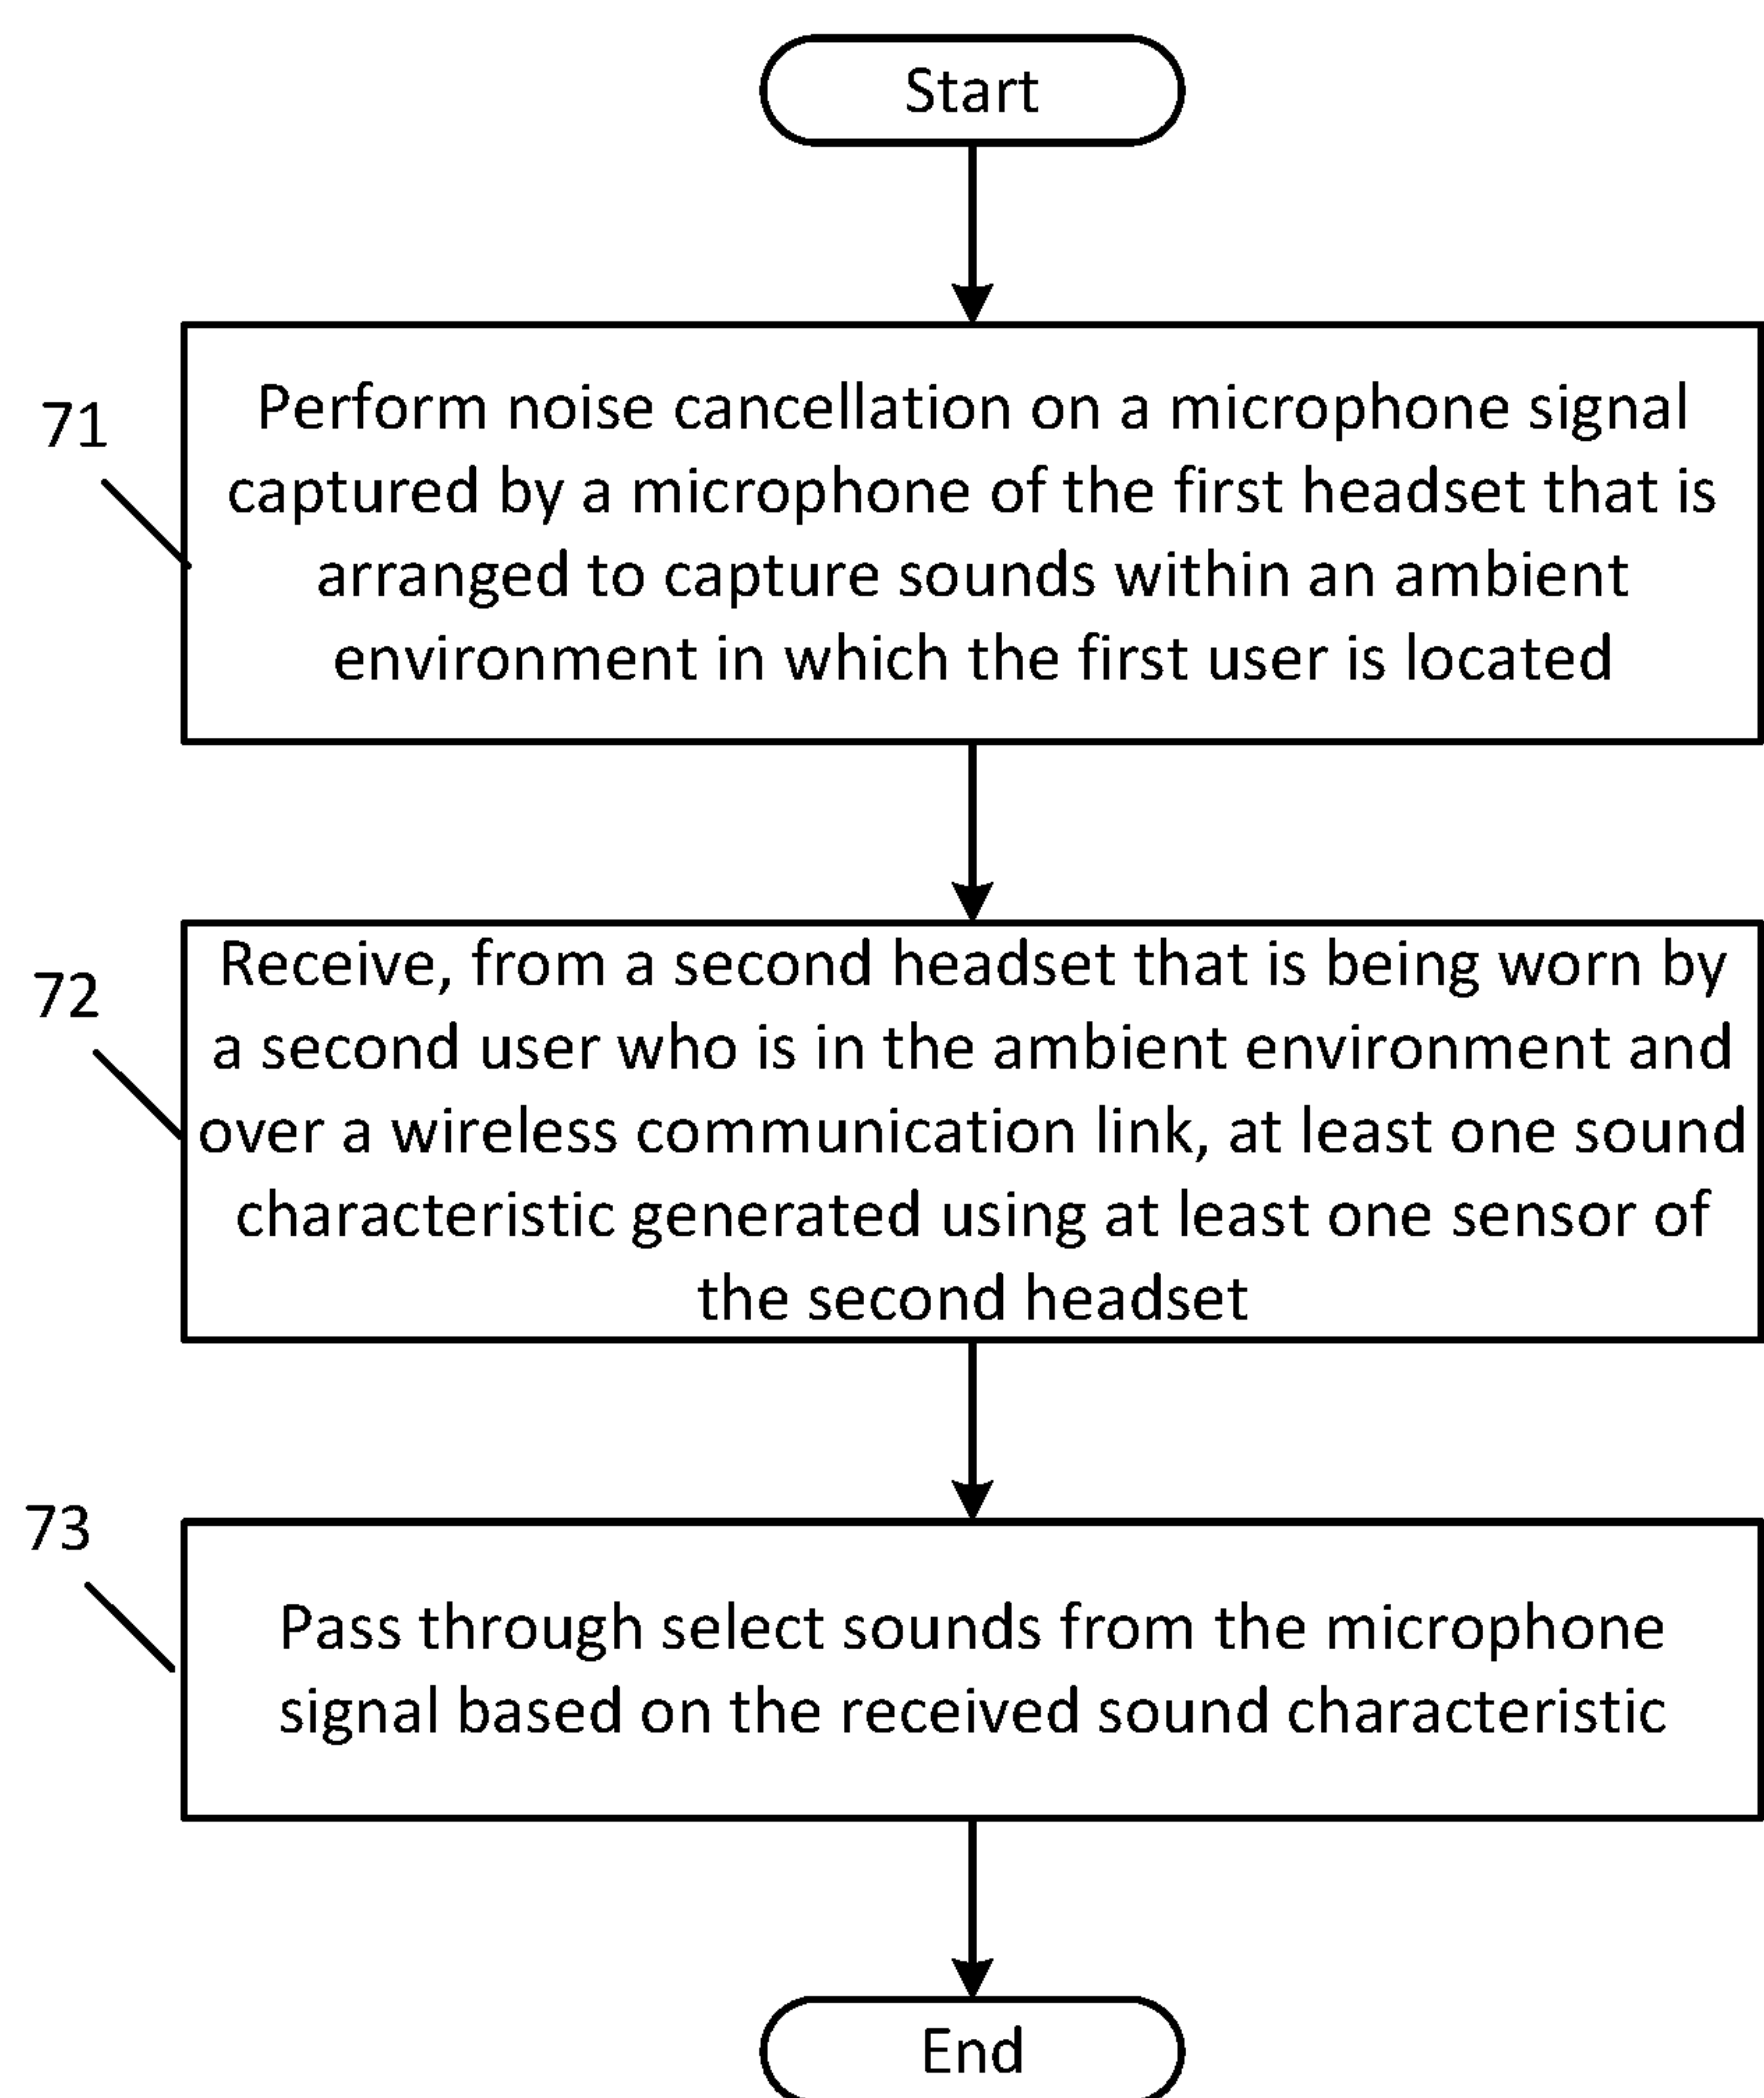 Start
71
Perform noise cancellation on a microphone signal
captured by a microphone of the first headset that is
arranged to capture sounds within an ambient
environment in which the first user is located
72
Receive, from a second headset that is being worn by
a second user who is in the ambient environment and
over a wireless communication link, at least one sound
characteristic generated using at least one sensor of
the second headset
73
Pass through select sounds from the microphone
signal based on the received sound characteristic
End